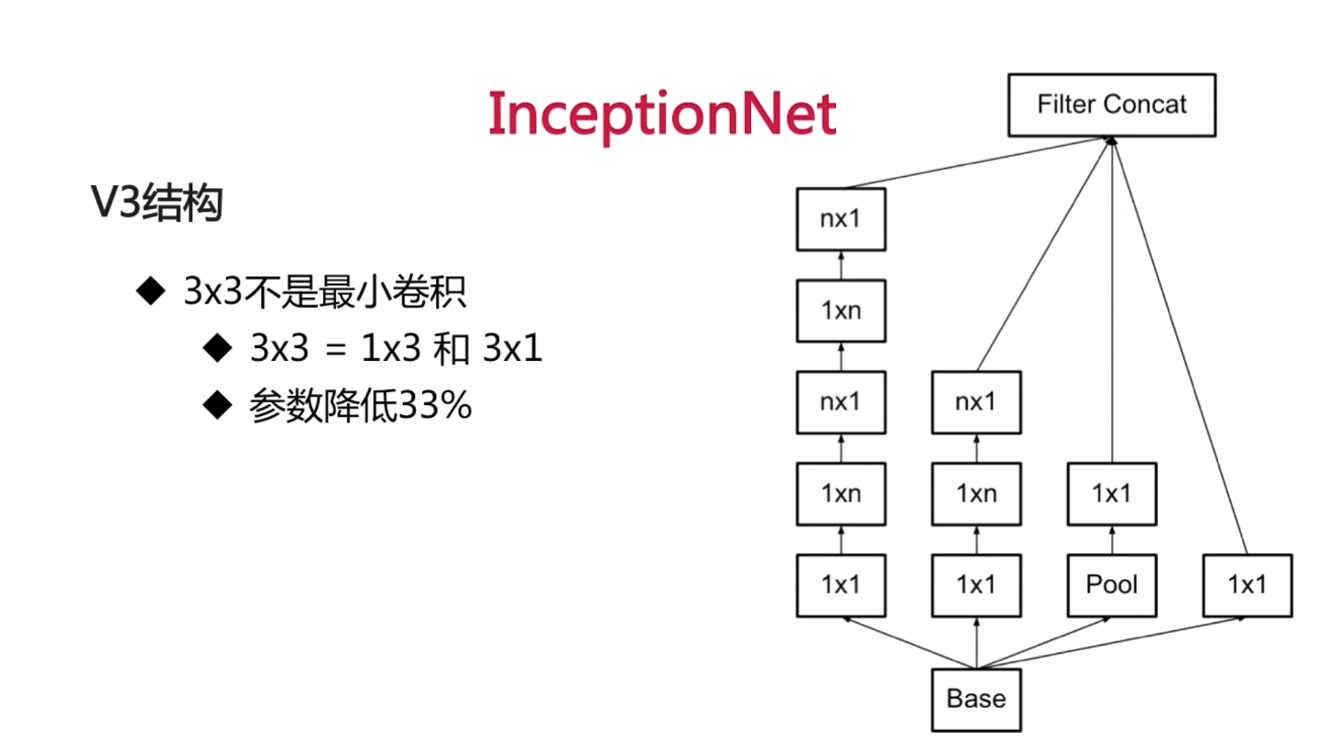 InceptionNet
V3结构
◆ 3x3不是最小卷积
◆ 3x3 = 1x3 和 3x1
◆ 参数降低33%
Filter Concat
nx1
1xn
nx1
nx1
1xn
1xn
1x1
1x1
1x1
Pool
1x1
Base